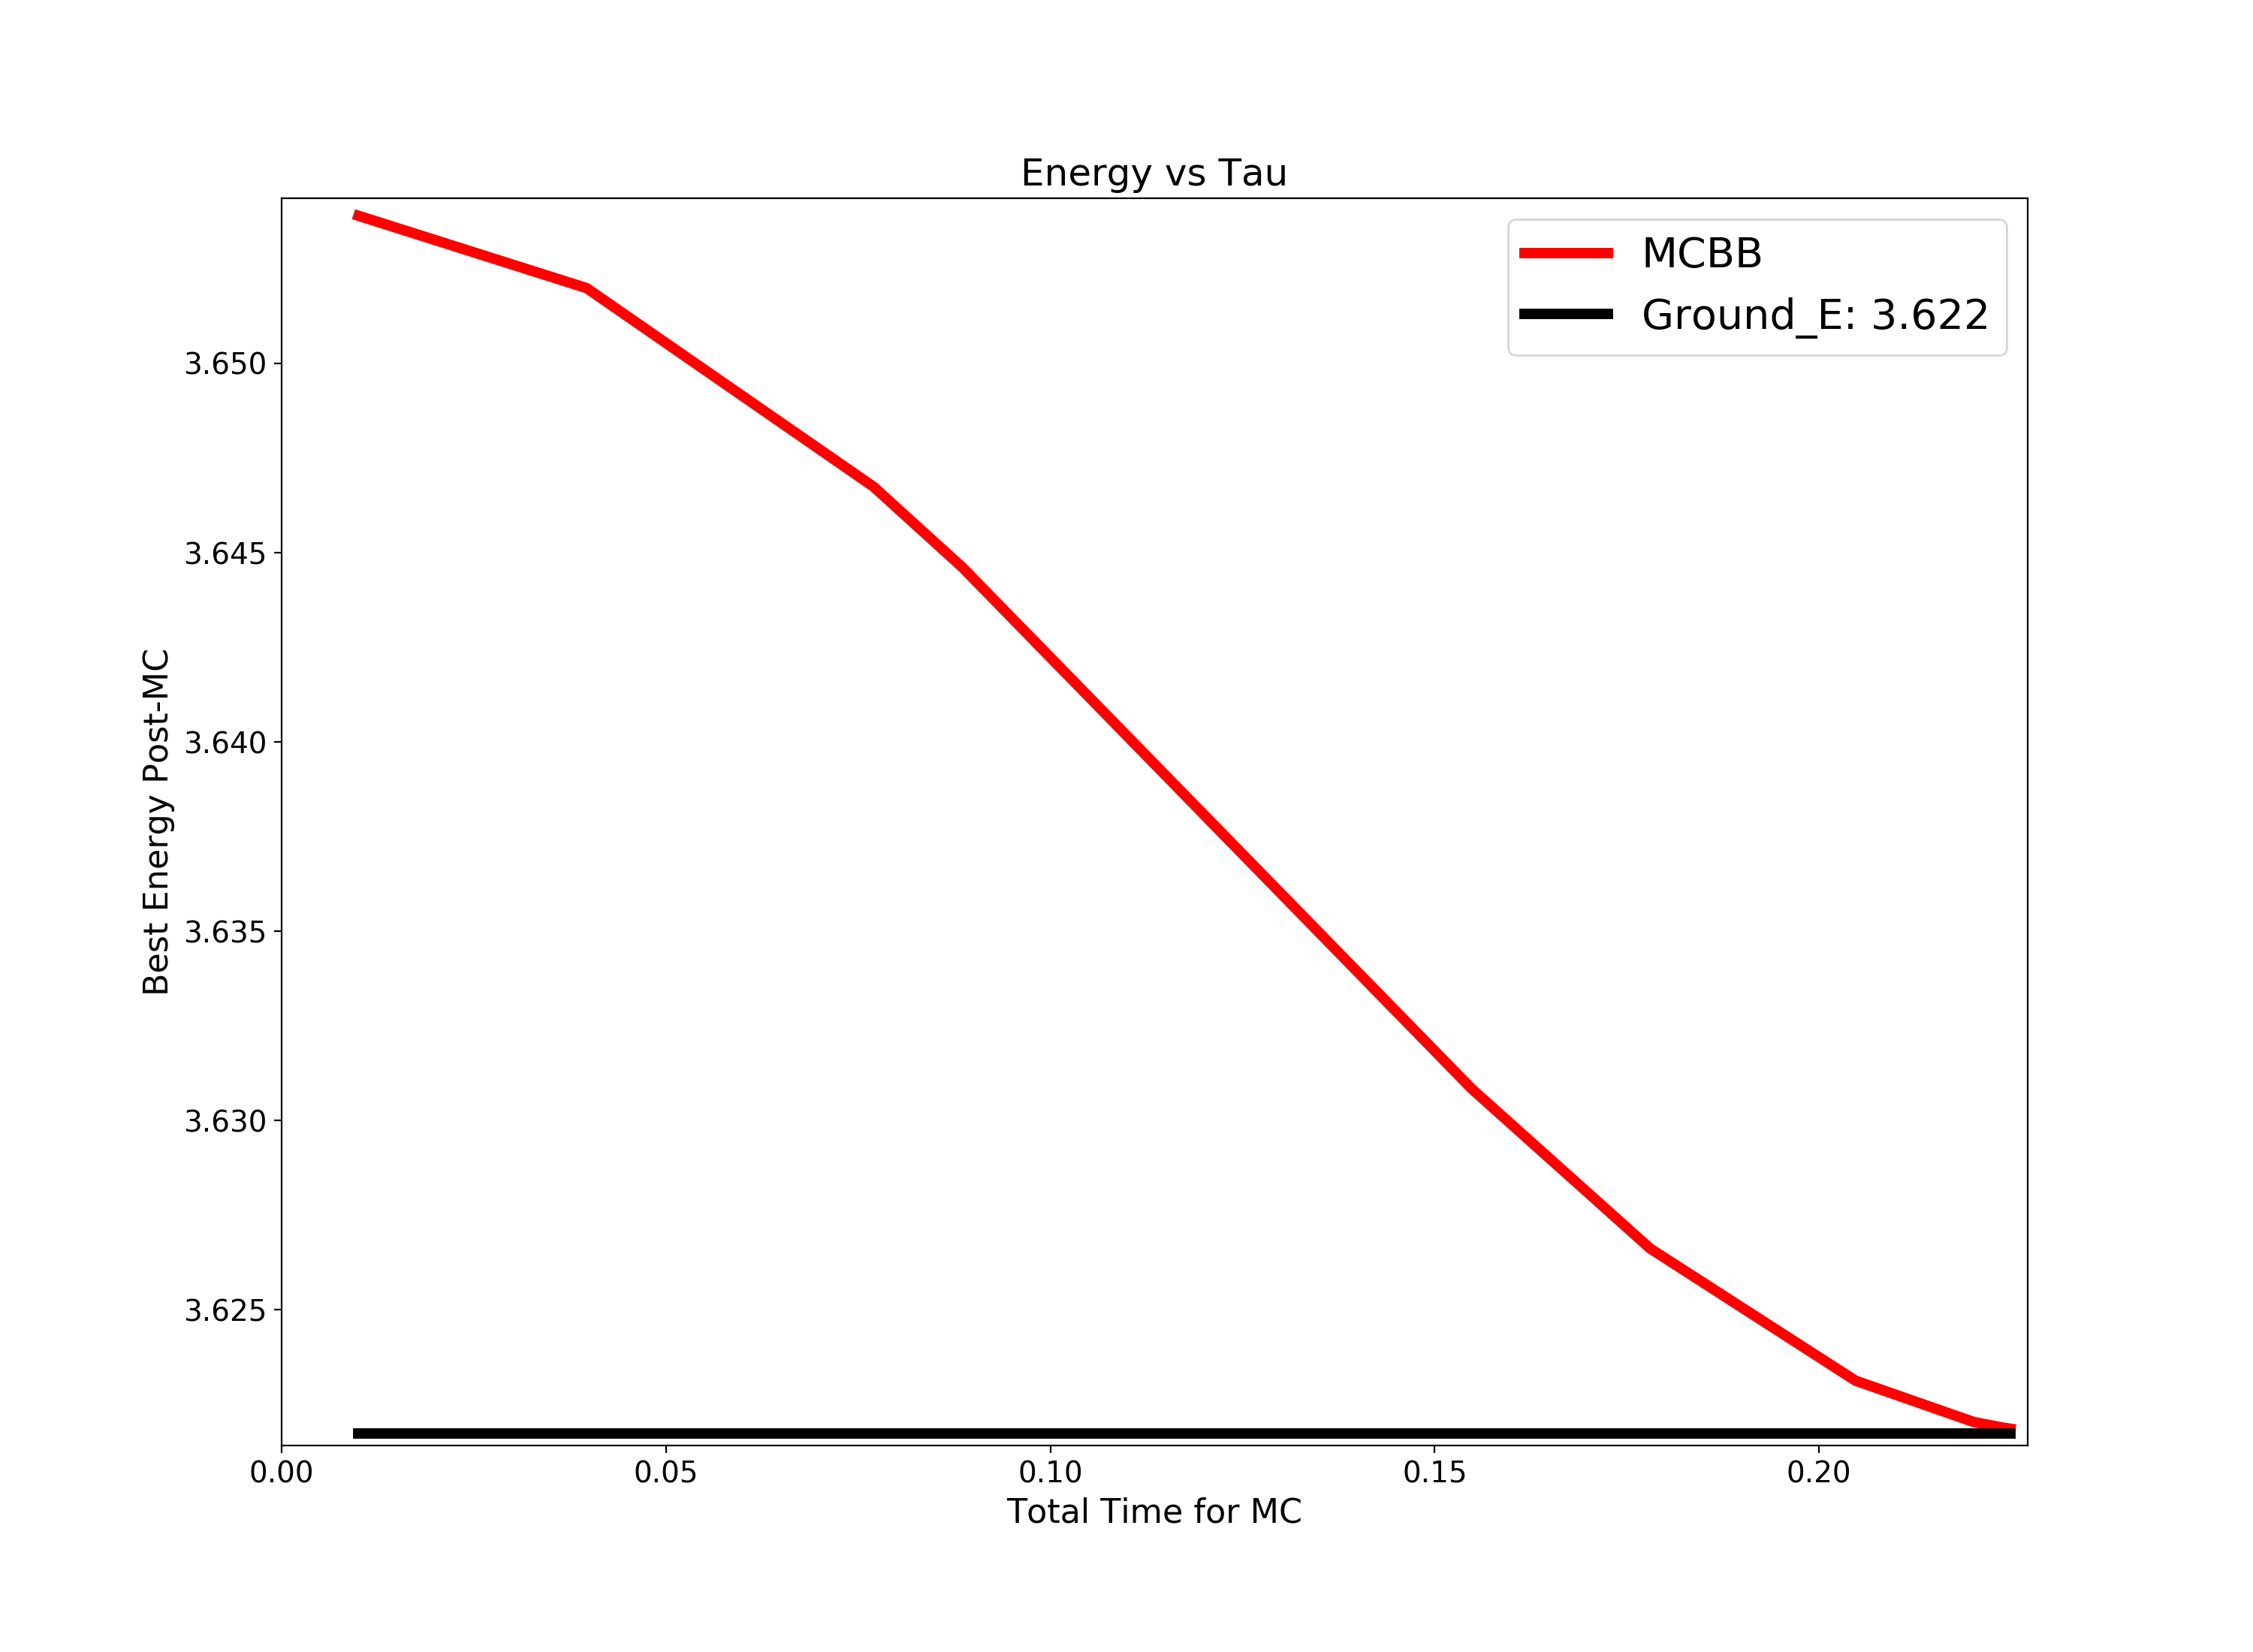 Energy vs Tau
MCBB
Ground_E: 3.622
3.650
3.645
3.640
3.635
3.630
3.625
Best Energy Post-MC
0.00
0.05
0.10
0.15
0.20
Total Time for MC